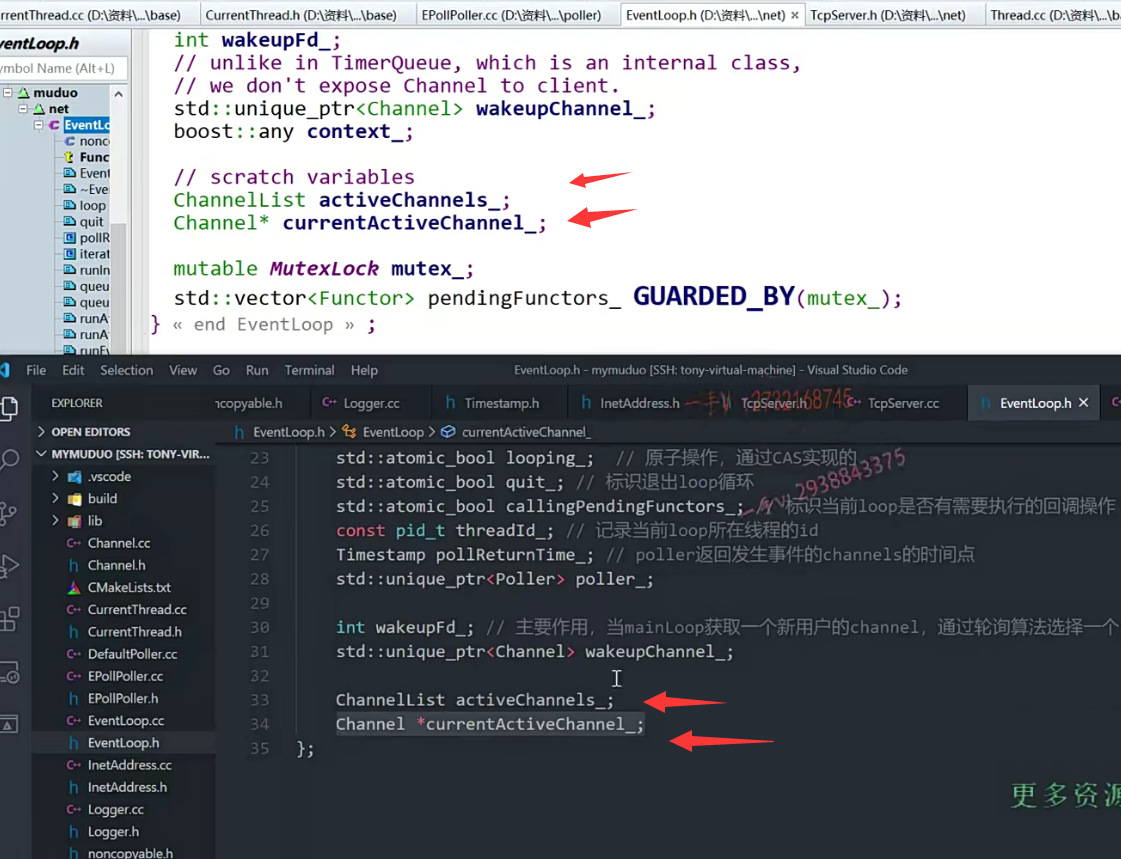 rrentThread.cc (D:\资料\...\base)
CurrentThread.h (D:\资料\...\base)
EPollPoller.cc (D:\资料\...\poller)
EventLoop.h (D:\资料\...\net) ×
TcpServer.h (D:\资料\...\net)
Thread.cc (D:\资料\...\b
ventLoop.h
ymbol Name (Alt+L)
muduo
net
EventLo
nonc
Func
Event
~Eve
loop
quit
pollR
iterat
runIn
queu
queu
runA
runA
runEv
int wakeupFd_;
// unlike in TimerQueue, which is an internal class,
// we don't expose Channel to client.
std::unique_ptr<Channel> wakeupChannel_;
boost::any context_;
// scratch variables
ChannelList activeChannels_;
Channel* currentActiveChannel_;
mutable MutexLock mutex_;
std::vector<Functor> pendingFunctors_ GUARDED_BY(mutex_);
} « end EventLoop » ;
File Edit Selection View Go Run Terminal Help
EventLoop.h - mymuduo [SSH: tony-virtual-machine] - Visual Studio Code
EXPLORER
ncopyable.h
C++ Logger.cc
h Timestamp.h
h InetAddress.h
TcpServer.h
C++ TcpServer.cc
h EventLoop.h ×
OPEN EDITORS
MYMUDUO [SSH: TONY-VIR...
.vscode
build
lib
C++ Channel.cc
h Channel.h
CMakeLists.txt
C++ CurrentThread.cc
h CurrentThread.h
C++ DefaultPoller.cc
C++ EPollPoller.cc
h EPollPoller.h
C++ EventLoop.cc
h EventLoop.h
C++ InetAddress.cc
h InetAddress.h
C++ Logger.cc
h Logger.h
h noncopyable.h
h EventLoop.h > EventLoop > currentActiveChannel_
23 std::atomic_bool looping_; // 原子操作，通过CAS实现的
24 std::atomic_bool quit_; // 标识退出loop循环
25 std::atomic_bool callingPendingFunctors_; // 标识当前loop是否有需要执行的回调操作
26 const pid_t threadId_; // 记录当前loop所在线程的id
27 Timestamp pollReturnTime_; // poller返回发生事件的channels的时间点
28 std::unique_ptr<Poller> poller_;
29
30 int wakeupFd_; // 主要作用，当mainLoop获取一个新用户的channel，通过轮询算法选择一个
31 std::unique_ptr<Channel> wakeupChannel_;
32
33 ChannelList activeChannels_;
34 Channel *currentActiveChannel_;
35 };
2938843375
更多资源